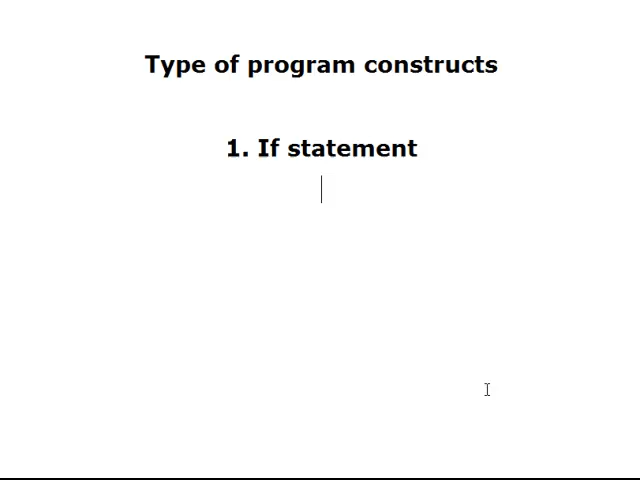 Type of program constructs
1. If statement